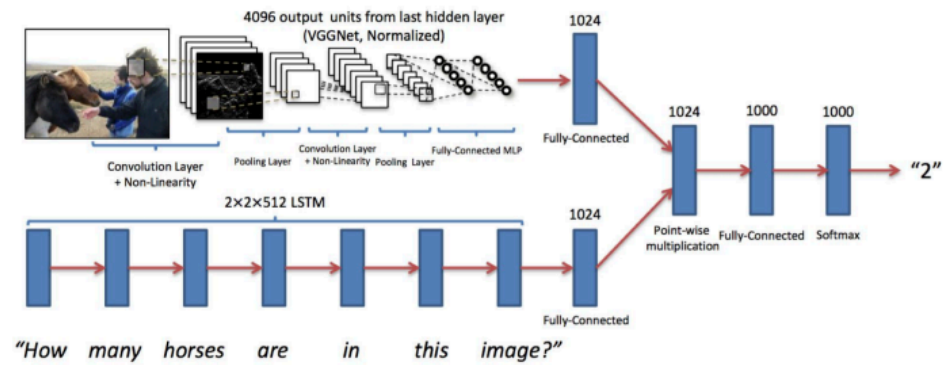 4096 output units from last hidden layer
(VGGNet, Normalized)
1024
Fully-Connected
Convolution Layer
+ Non-Linearity
Pooling Layer
Convolution Layer
+ Non-Linearity
Pooling Layer
Fully-Connected MLP
2×2×512 LSTM
1024
Fully-Connected
1024
Point-wise
multiplication
1000
Fully-Connected
1000
Softmax
“2”
“How many horses are in this image?”